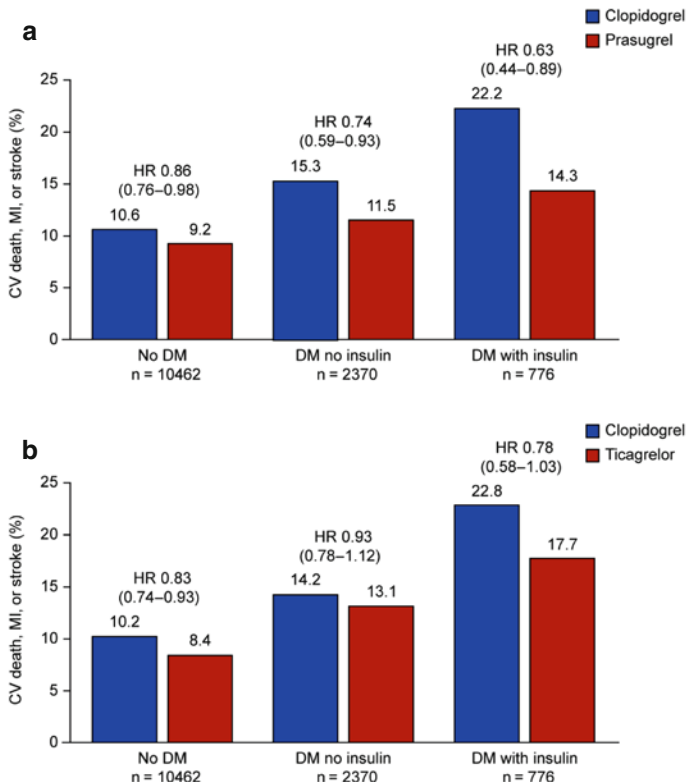 a
Clopidogrel
Prasugrel
CV death, MI, or stroke (%)
25
20
15
10
5
0
HR 0.86
(0.76–0.98)
10.6
9.2
HR 0.74
(0.59–0.93)
15.3
11.5
HR 0.63
(0.44–0.89)
22.2
14.3
No DM
n = 10462
DM no insulin
n = 2370
DM with insulin
n = 776
b
Clopidogrel
Ticagrelor
CV death, MI, or stroke (%)
25
20
15
10
5
0
HR 0.83
(0.74–0.93)
10.2
8.4
HR 0.93
(0.78–1.12)
14.2
13.1
HR 0.78
(0.58–1.03)
22.8
17.7
No DM
n = 10462
DM no insulin
n = 2370
DM with insulin
n = 776